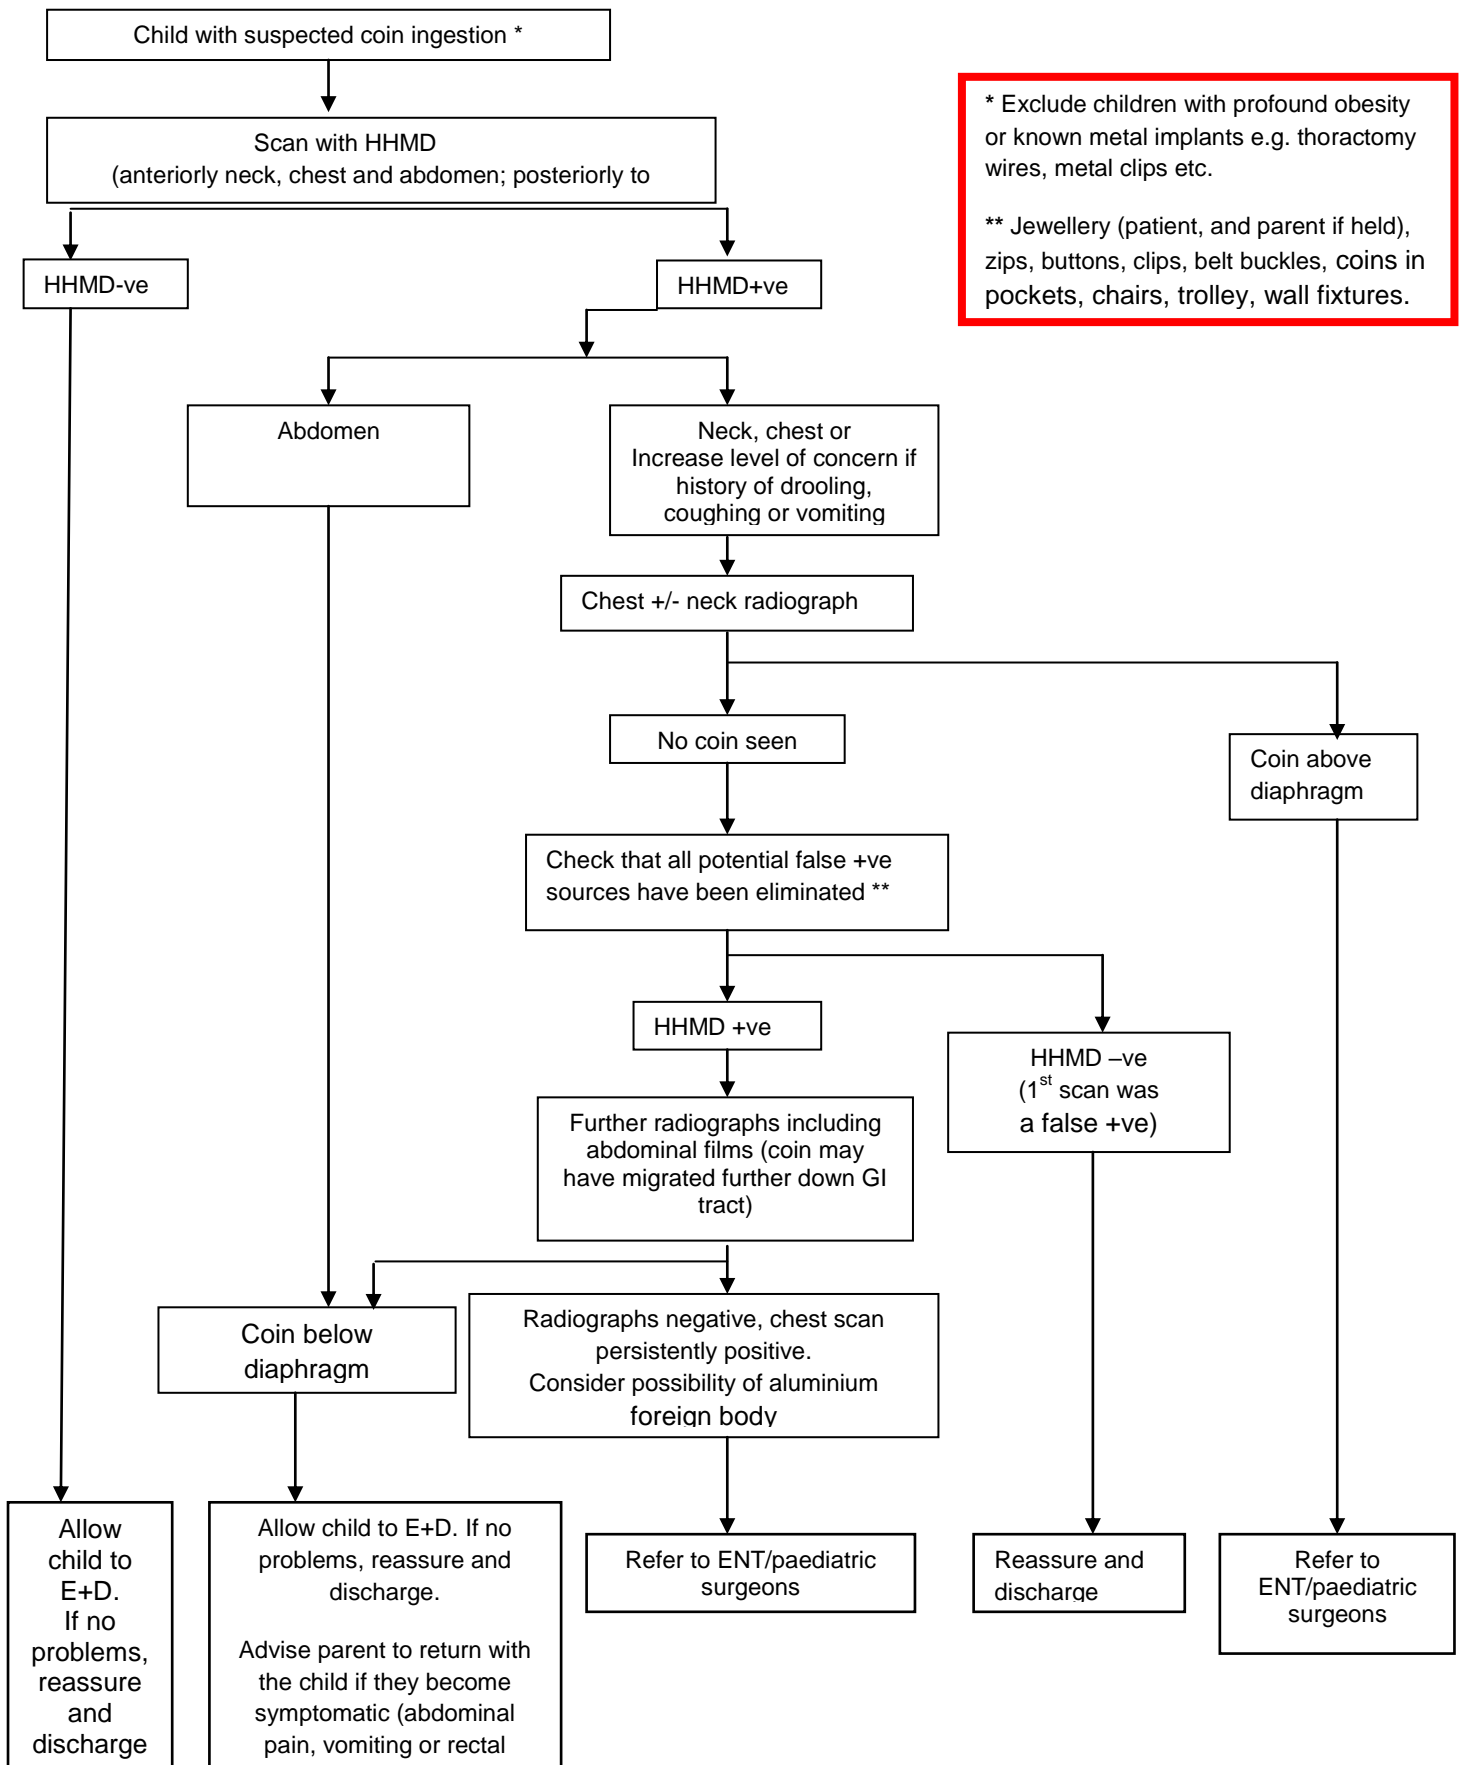 Child with suspected coin ingestion *
* Exclude children with profound obesity
or known metal implants e.g. thoractomy
wires, metal clips etc.
** Jewellery (patient, and parent if held),
zips, buttons, clips, belt buckles, coins in
pockets, chairs, trolley, wall fixtures.
Scan with HHMD
(anteriorly neck, chest and abdomen; posteriorly to
HHMD-ve
HHMD+ve
Abdomen
Neck, chest or
Increase level of concern if
history of drooling,
coughing or vomiting
Chest +/- neck radiograph
No coin seen
Coin above
diaphragm
Check that all potential false +ve
sources have been eliminated **
HHMD +ve
HHMD –ve
(1st scan was
a false +ve)
Further radiographs including
abdominal films (coin may
have migrated further down GI
tract)
Coin below
diaphragm
Radiographs negative, chest scan
persistently positive.
Consider possibility of aluminium
foreign body
Allow
child to
E+D.
If no
problems,
reassure
and
discharge
Allow child to E+D. If no
problems, reassure and
discharge.
Advise parent to return with
the child if they become
symptomatic (abdominal
pain, vomiting or rectal
Refer to ENT/paediatric
surgeons
Reassure and
discharge
Refer to
ENT/paediatric
surgeons